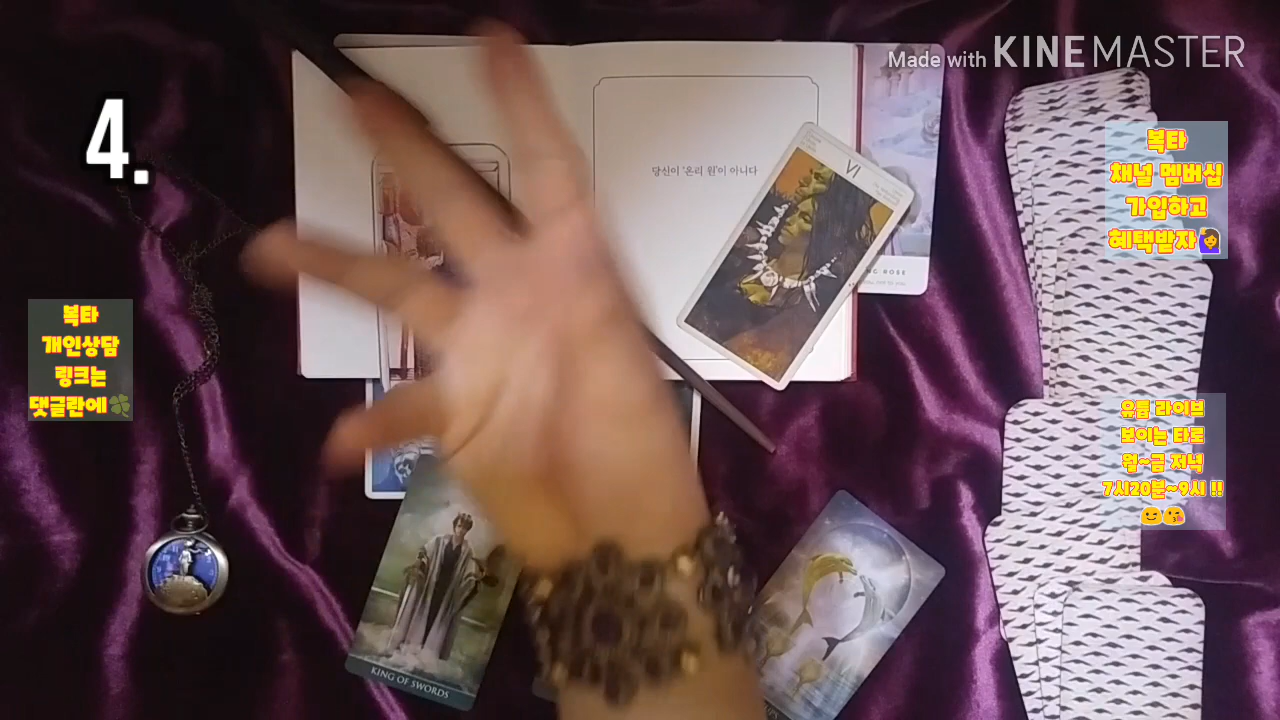 Made with KINEMASTER
4.
복타
채널 멤버십
가입하고
혜택받자🙋‍♀️
당신이 '온리 원'이 아니다
VI
복타
개인상담
링크는
댓글란에🍀
유튭 라이브
보이는 타로
월~금 저녁
7시20분~9시 !!
😉😘
KING OF SWORDS